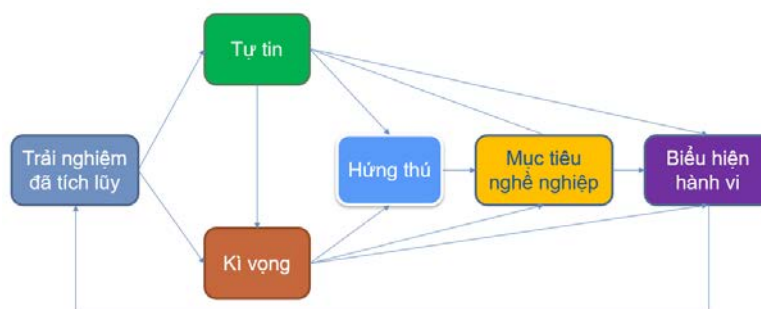 Tự tin
Trải nghiệm
đã tích lũy
Hứng thú
Mục tiêu
nghề nghiệp
Biểu hiện
hành vi
Kì vọng